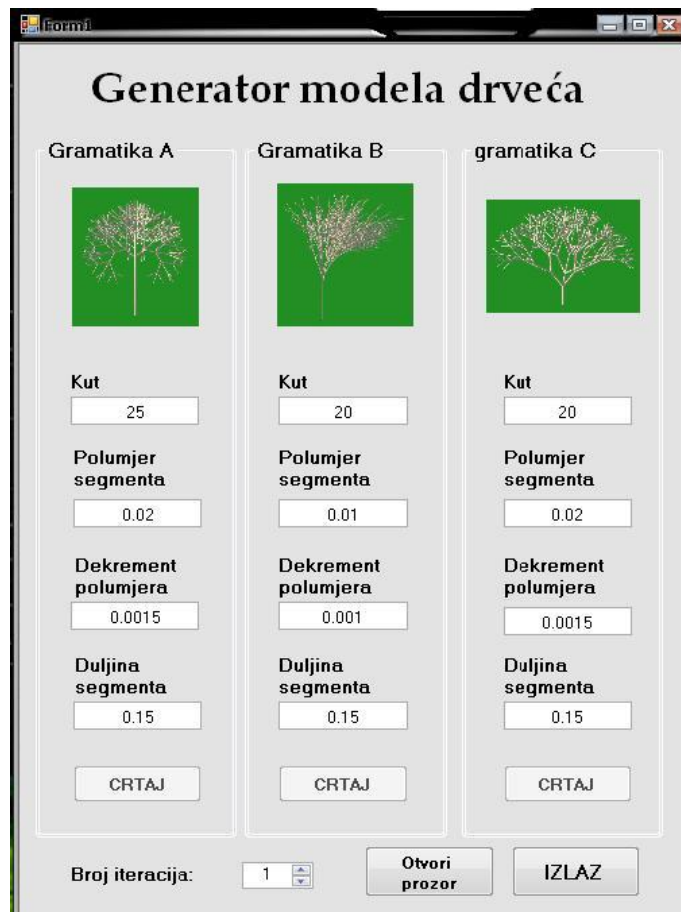 Form1
Generator modela drveća
Gramatika A
Kut
25
Polumjer
segmenta
0.02
Dekrement
polumjera
0.0015
Duljina
segmenta
0.15
CRTAJ
Gramatika B
Kut
20
Polumjer
segmenta
0.01
Dekrement
polumjera
0.001
Duljina
segmenta
0.15
CRTAJ
gramatika C
Kut
20
Polumjer
segmenta
0.02
Dekrement
polumjera
0.0015
Duljina
segmenta
0.15
CRTAJ
Broj iteracija:
1
Otvori
prozor
IZLAZ